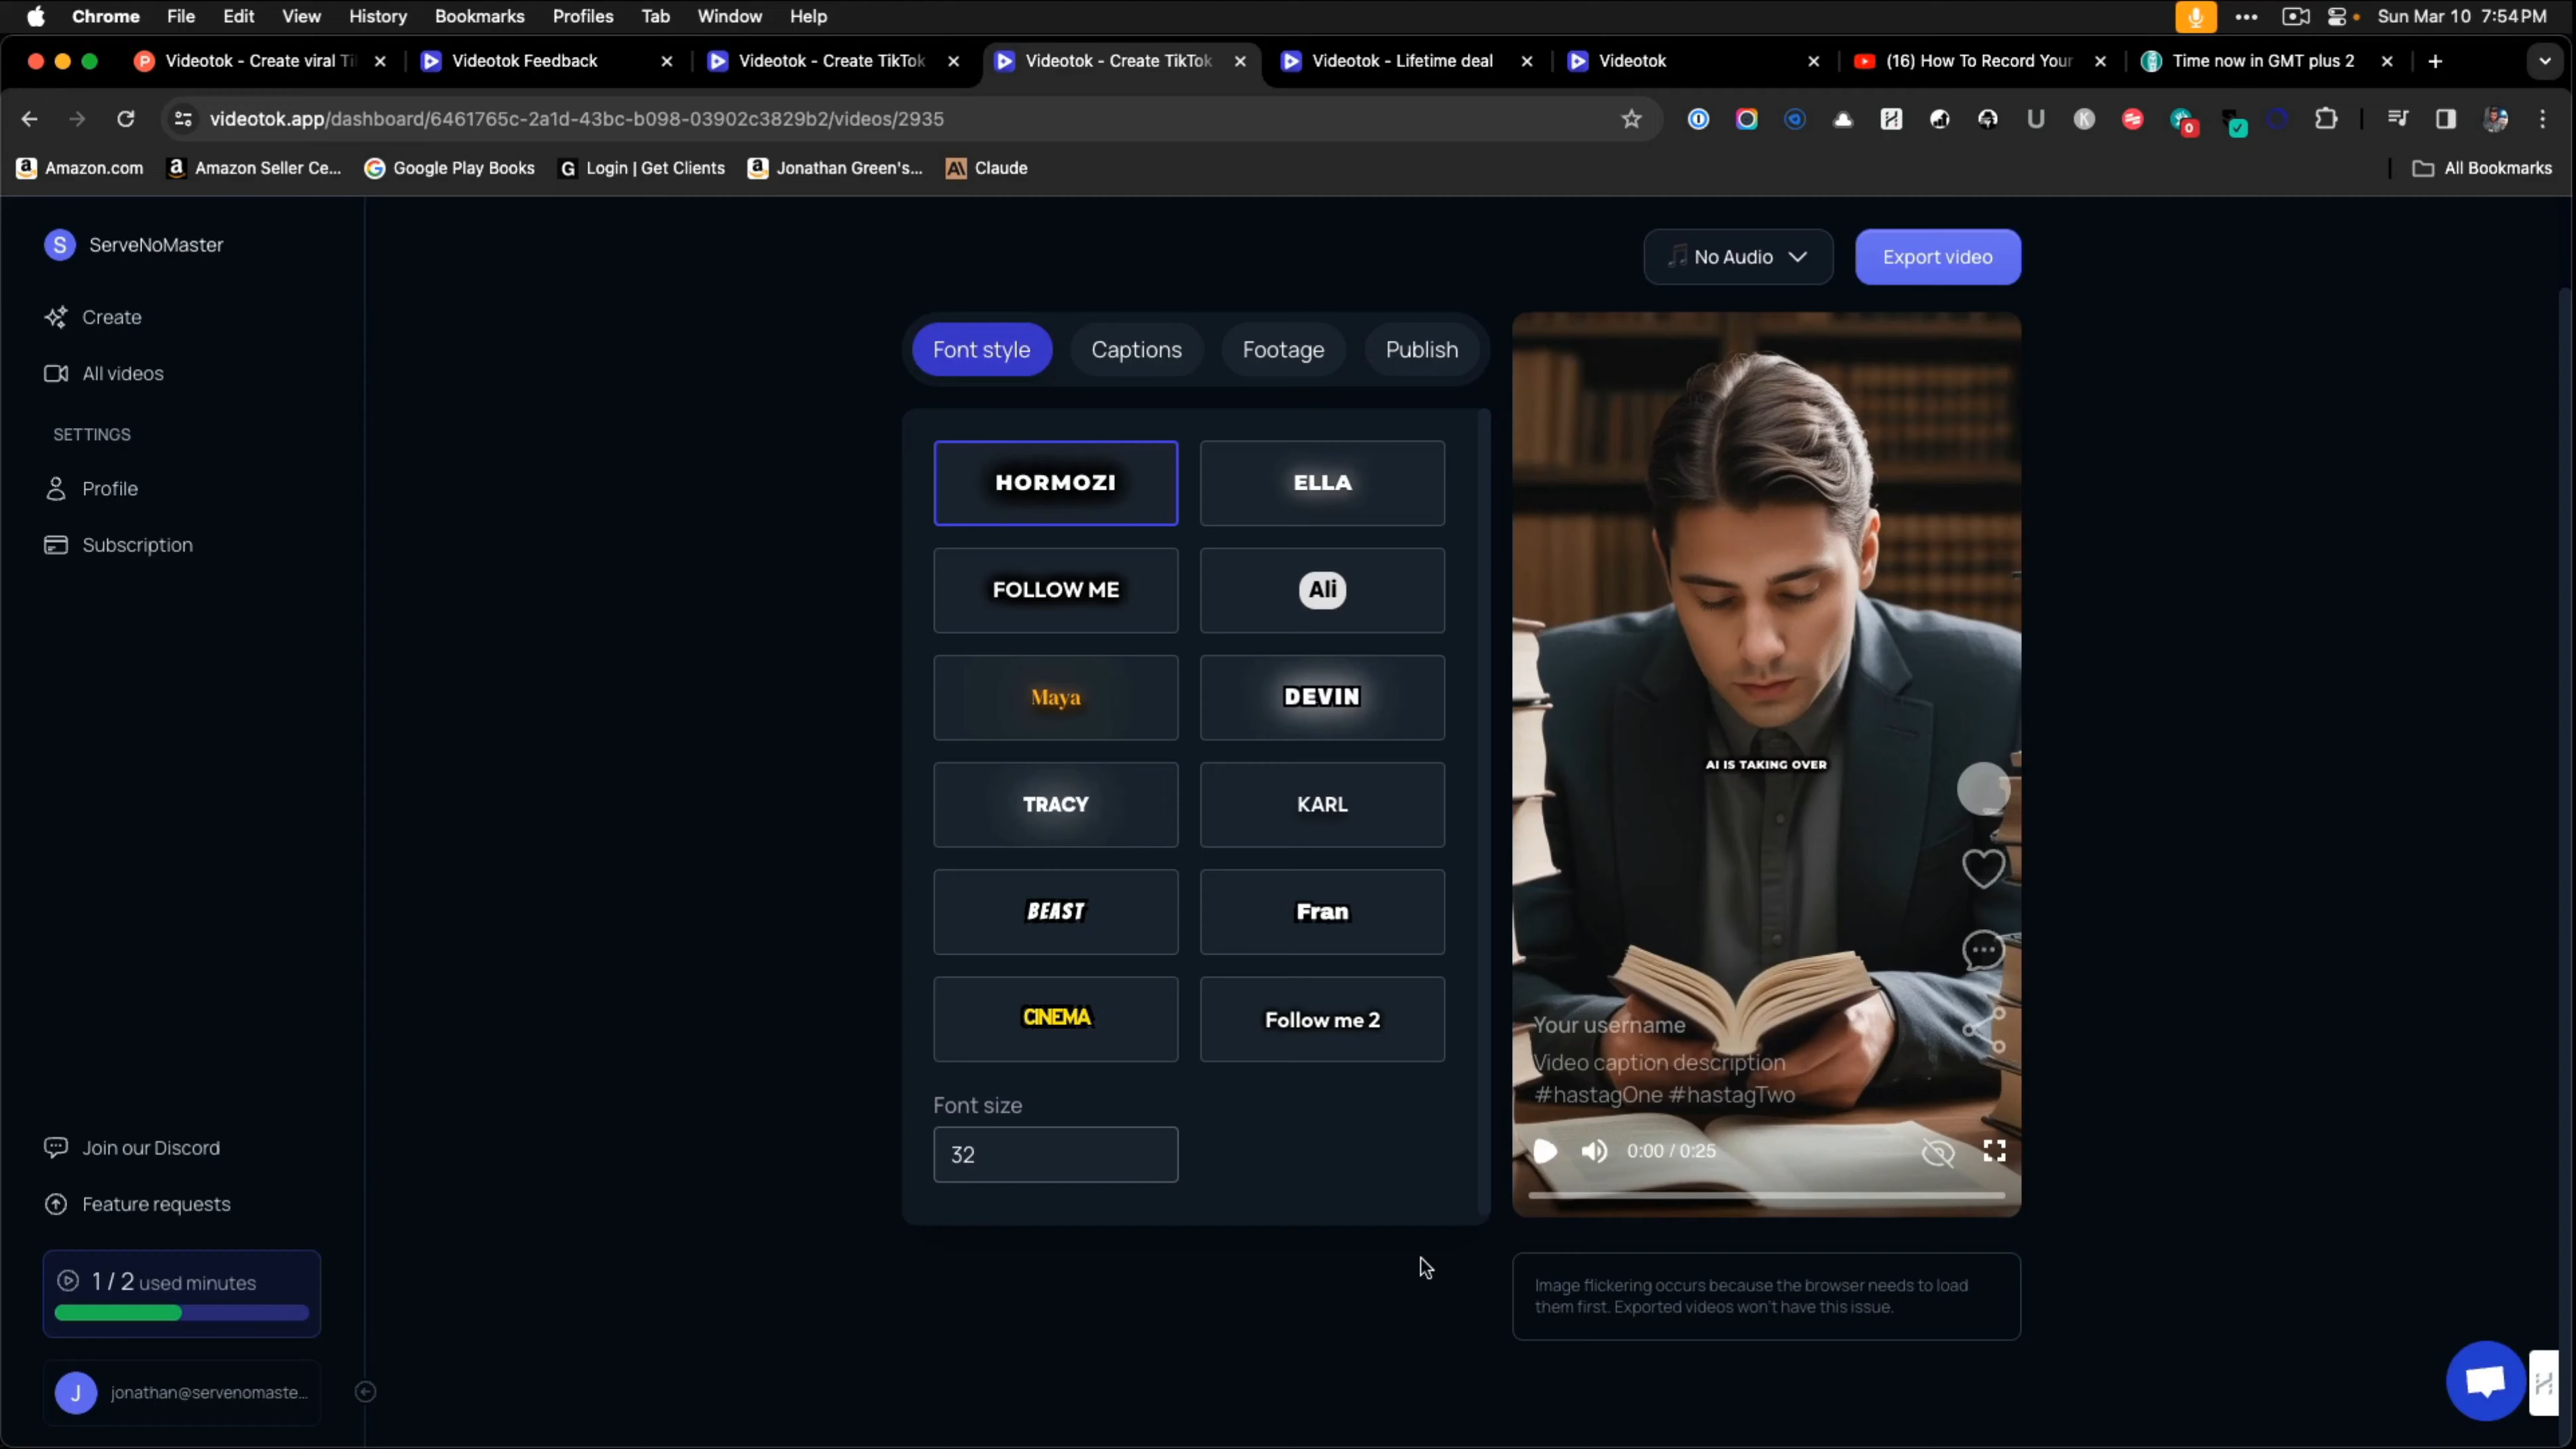 Chrome File Edit View History Bookmarks Profiles Tab Window Help
Sun Mar 10 7:54 PM
Videotok - Create viral Ti
Videotok Feedback
Videotok - Create TikTok
Videotok - Create TikTok
Videotok - Lifetime deal
Videotok
(16) How To Record Your
Time now in GMT plus 2
videotok.app/dashboard/6461765c-2a1d-43bc-b098-03902c3829b2/videos/2935
Amazon.com
Amazon Seller Ce...
Google Play Books
Login | Get Clients
Jonathan Green's...
Claude
All Bookmarks
S ServeNoMaster
Create
All videos
SETTINGS
Profile
Subscription
Join our Discord
Feature requests
1 / 2 used minutes
J jonathan@servenomaste...
No Audio
Export video
Font style
Captions
Footage
Publish
HORMOZI
ELLA
FOLLOW ME
Ali
Maya
DEVIN
TRACY
KARL
BEAST
Fran
CINEMA
Follow me 2
Font size
32
AI IS TAKING OVER
Your username
Video caption description
#hastagOne #hastagTwo
0:00 / 0:25
Image flickering occurs because the browser needs to load
them first. Exported videos won't have this issue.